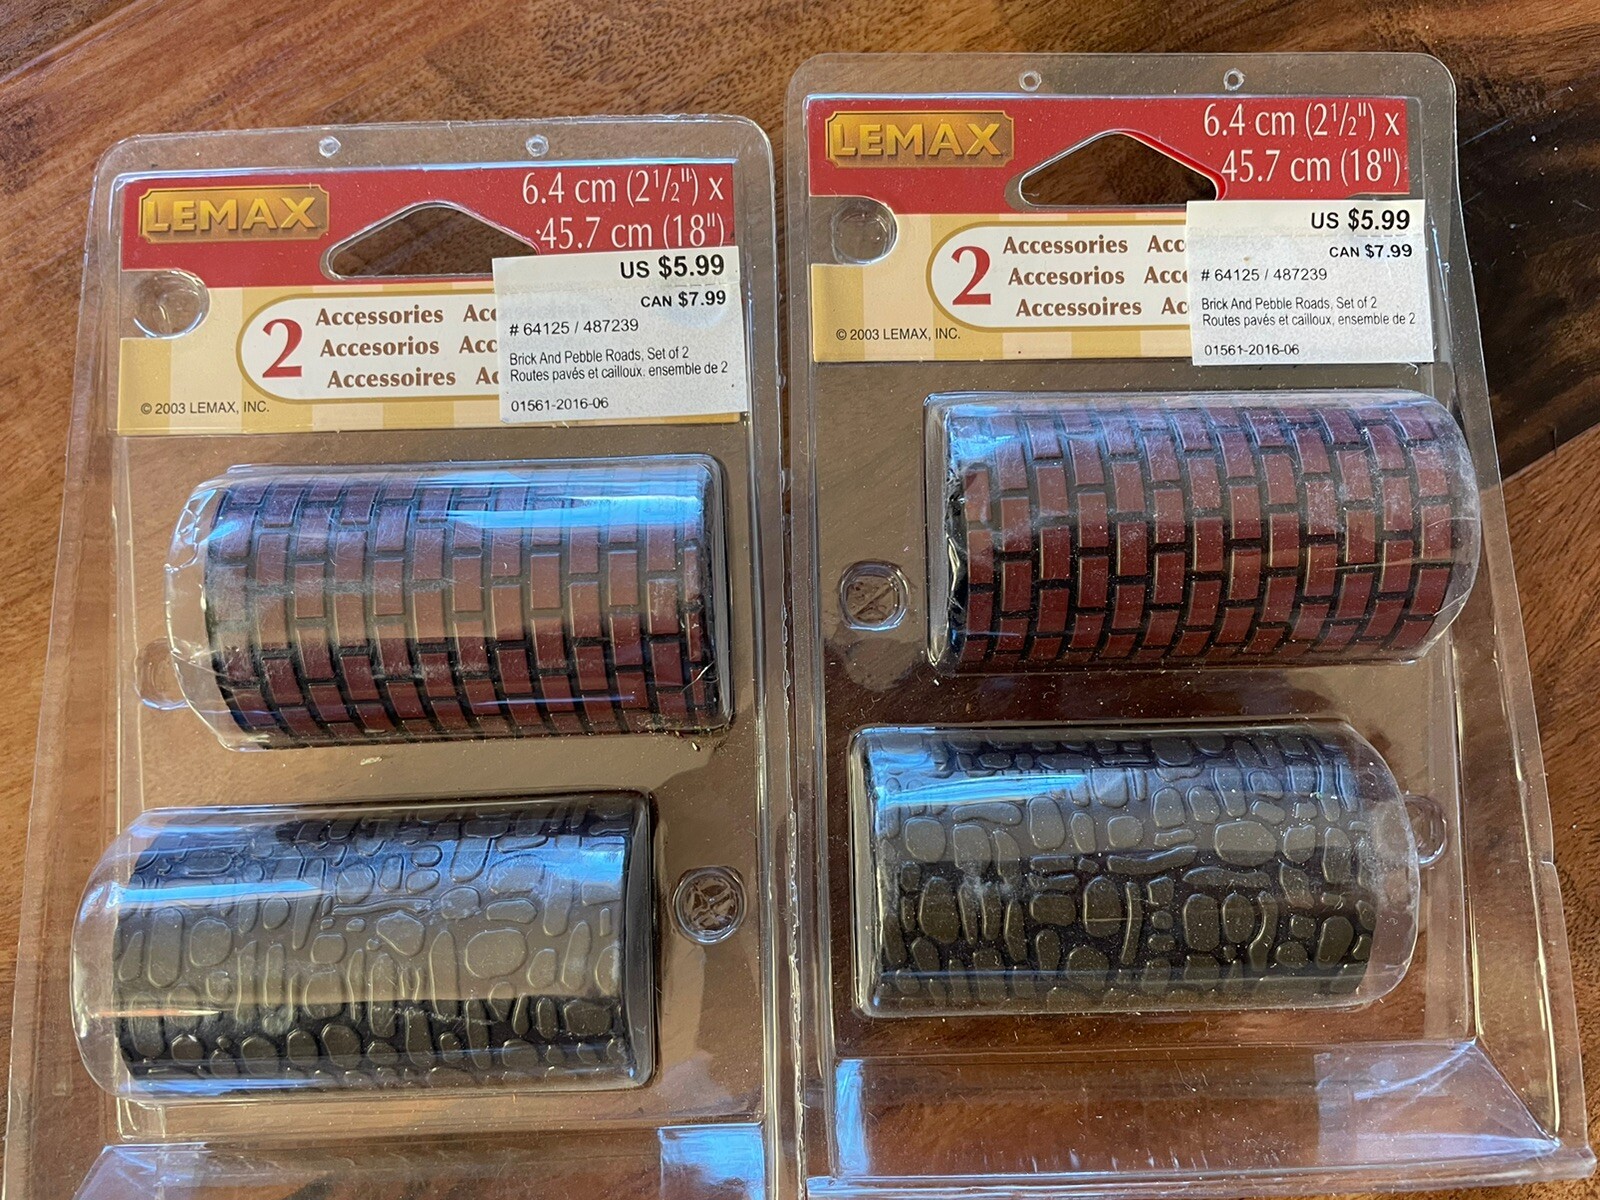 LEMAX
6.4 cm (2½") x
45.7 cm (18")
US $5.99
CAN $7.99
# 64125 / 487239
Brick And Pebble Roads, Set of 2
Routes pavés et cailloux, ensemble de 2
01561-2016-06
2
Accessories
Accesorios
Accessoires
© 2003 LEMAX, INC.
LEMAX
6.4 cm (2½") x
45.7 cm (18")
US $5.99
CAN $7.99
# 64125 / 487239
Brick And Pebble Roads, Set of 2
Routes pavés et cailloux, ensemble de 2
01561-2016-06
2
Accessories
Accesorios
Accessoires
© 2003 LEMAX, INC.